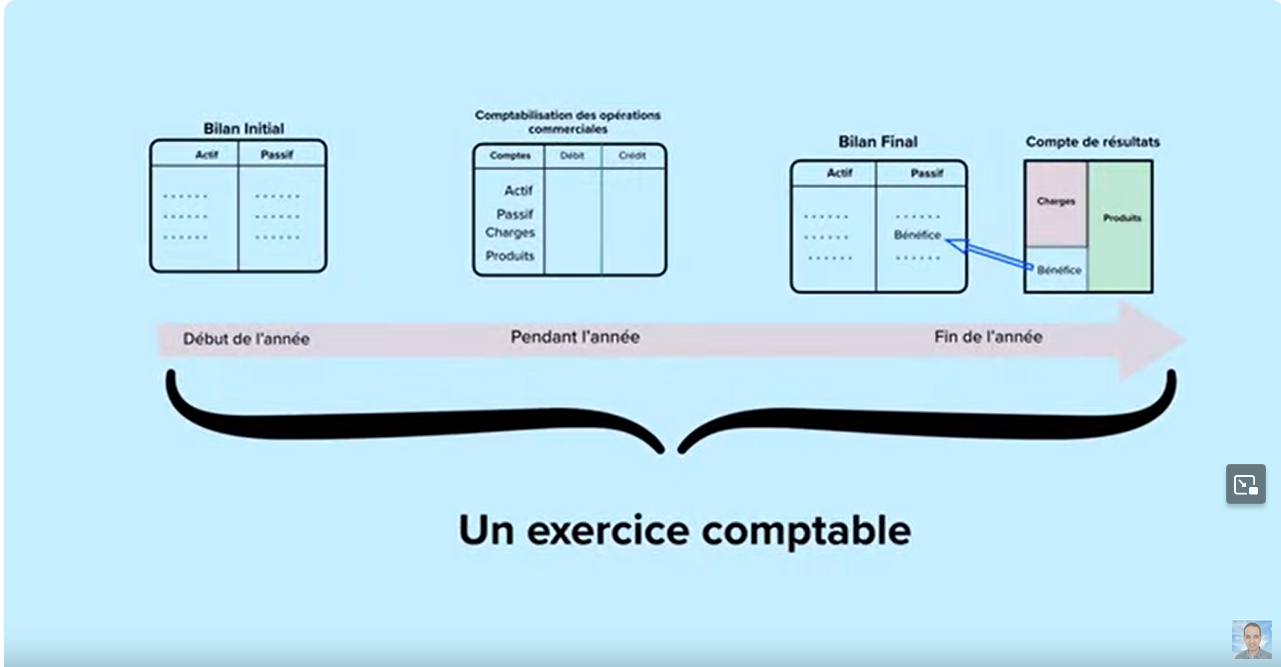 Bilan Initial
Actif Passif
Comptabilisation des opérations
commerciales
Comptes Débit Crédit
Actif
Passif
Charges
Produits
Bilan Final
Actif Passif
Bénéfice
Compte de résultats
Charges
Produits
Bénéfice
Début de l'année
Pendant l'année
Fin de l'année
Un exercice comptable